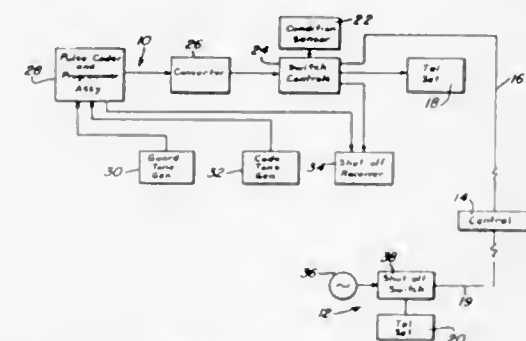 Condition
Sensor
22
10
26
24
28
Pulse Coder
and
Programmer
Assy
Converter
Switch
Controls
Tel
Set
18
16
30
Guard
Tone
Gen
32
Code
Tone
Gen
34
Shut off
Receiver
14
Control
36
38
Shut off
Switch
19
12
Tel
Set
20